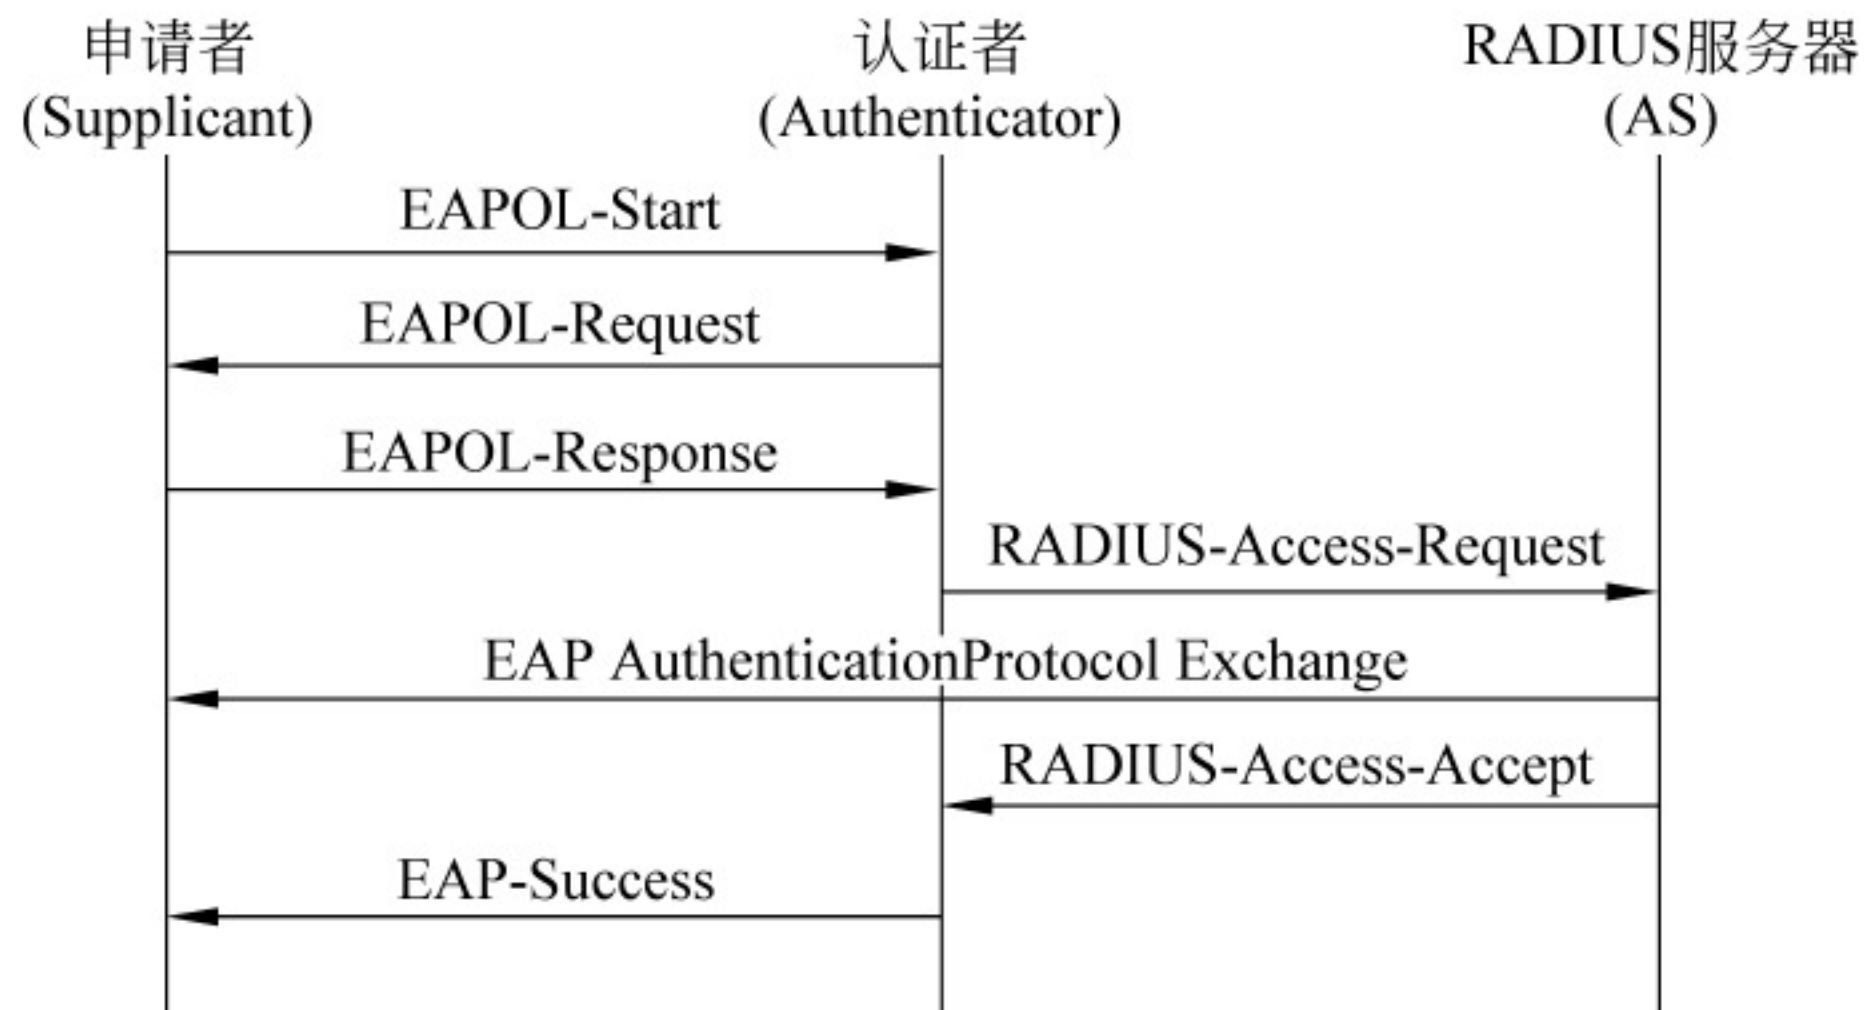 申请者
(Supplicant)
认证者
(Authenticator)
RADIUS服务器
(AS)
EAPOL-Start
EAPOL-Request
EAPOL-Response
RADIUS-Access-Request
EAP AuthenticationProtocol Exchange
RADIUS-Access-Accept
EAP-Success